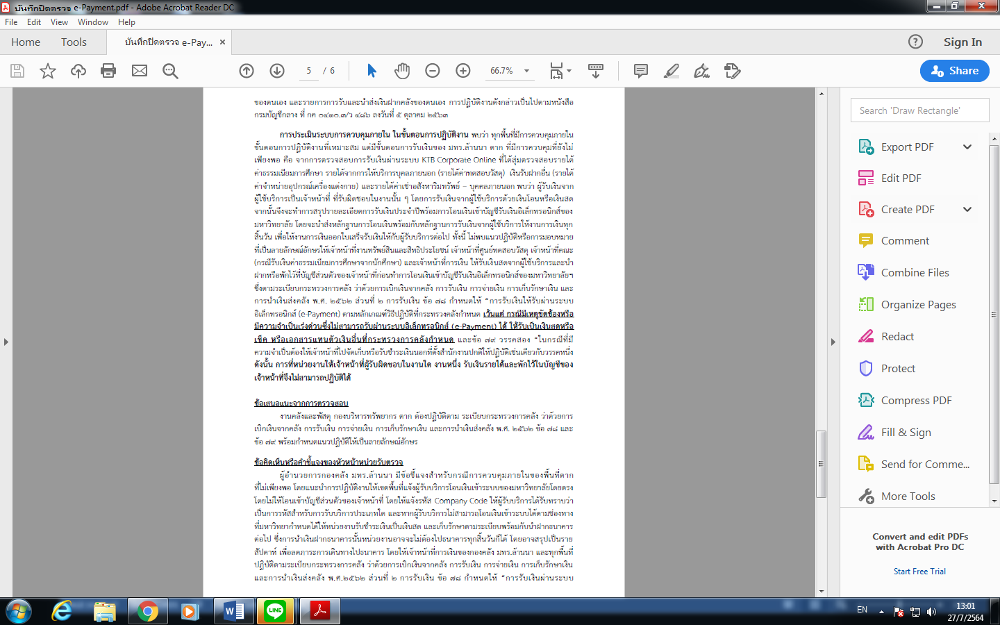 บันทึกปิดตรวจ e-Payment.pdf - Adobe Acrobat Reader DC
File Edit View Window Help
Home Tools บันทึกปิดตรวจ e-Pay... × Sign In
5 / 6 66.7% Share
ของตนเอง และรายการการรับและนำส่งเงินฝากคลังของตนเอง การปฏิบัติงานดังกล่าวเป็นไปตามหนังสือ
กรมบัญชีกลาง ที่ กค ๐๔๑๐.๓/ว ๔๘๖ ลงวันที่ ๕ ตุลาคม ๒๕๖๓
การประเมินระบบการควบคุมภายใน ในขั้นตอนการปฏิบัติงาน พบว่า ทุกพื้นที่มีการควบคุมภายใน
ขั้นตอนการปฏิบัติงานที่เหมาะสม แต่มีขั้นตอนการรับเงินของ มทร.ล้านนา ตาก ที่มีการควบคุมที่ยังไม่
เพียงพอ คือ จากการตรวจสอบการรับเงินผ่านระบบ KTB Corporate Online ที่ได้สุ่มตรวจสอบรายได้
ค่าธรรมเนียมการศึกษา รายได้จากการให้บริการบุคลภายนอก (รายได้ค่าทดสอบวัสดุ) เงินรับฝากอื่น (รายได้
ค่าจำหน่ายอุปกรณ์เครื่องแต่งกาย) และรายได้ค่าเช่าอสังหาริมทรัพย์ – บุคคลภายนอก พบว่า ผู้รับเงินจาก
ผู้ใช้บริการเป็นเจ้าหน้าที่ ที่รับผิดชอบในงานนั้น ๆ โดยการรับเงินจากผู้ใช้บริการด้วยเงินโอนหรือเงินสด
จากนั้นจึงจะทำการสรุปรายละเอียดการรับเงินประจำปีพร้อมการโอนเงินเข้าบัญชีรับเงินอิเล็กทรอนิกส์ของ
มหาวิทยาลัย โดยจะนำส่งหลักฐานการโอนเงินพร้อมกับหลักฐานการรับเงินจากผู้ใช้บริการให้งานการเงินทุก
สิ้นวัน เพื่อให้งานการเงินออกใบเสร็จรับเงินให้กับผู้รับบริการต่อไป ทั้งนี้ ไม่พบแนวปฏิบัติหรือการมอบหมาย
ที่เป็นลายลักษณ์อักษรให้เจ้าหน้าที่งานทรัพย์สินและสิทธิประโยชน์ เจ้าหน้าที่ศูนย์ทดสอบวัสดุ เจ้าหน้าที่คณะ
(กรณีรับเงินค่าธรรมเนียมการศึกษาจากนักศึกษา) และเจ้าหน้าที่การเงิน ให้รับเงินสดจากผู้ใช้บริการและนำ
ฝากหรือพักไว้ที่บัญชีส่วนตัวของเจ้าหน้าที่ก่อนทำการโอนเงินเข้าบัญชีรับเงินอิเล็กทรอนิกส์ของมหาวิทยาลัยฯ
ซึ่งตามระเบียบกระทรวงการคลัง ว่าด้วยการเบิกเงินจากคลัง การรับเงิน การจ่ายเงิน การเก็บรักษาเงิน และ
การนำเงินส่งคลัง พ.ศ. ๒๕๖๒ ส่วนที่ ๒ การรับเงิน ข้อ ๗๘ กำหนดให้ “การรับเงินให้รับผ่านระบบ
อิเล็กทรอนิกส์ (e-Payment) ตามหลักเกณฑ์วิธีปฏิบัติที่กระทรวงการคลังกำหนด เว้นแต่ กรณีมีเหตุขัดข้องหรือ
มีความจำเป็นเร่งด่วนซึ่งไม่สามารถรับผ่านระบบอิเล็กทรอนิกส์ (e-Payment) ได้ ให้รับเป็นเงินสดหรือ
เช็ค หรือเอกสารแทนตัวเงินอื่นที่กระทรวงการคลังกำหนด และข้อ ๗๙ วรรคสอง “ในกรณีที่มี
ความจำเป็นต้องให้เจ้าหน้าที่ไปจัดเก็บหรือรับชำระเงินนอกที่ตั้งสำนักงานปกติให้ปฏิบัติเช่นเดียวกับวรรคหนึ่ง
ดังนั้น การที่หน่วยงานให้เจ้าหน้าที่ผู้รับผิดชอบในงานใด งานหนึ่ง รับเงินรายได้และพักไว้ในบัญชีของ
เจ้าหน้าที่จึงไม่สามารถปฏิบัติได้
ข้อเสนอแนะจากการตรวจสอบ
งานคลังและพัสดุ กองบริหารทรัพยากร ตาก ต้องปฏิบัติตาม ระเบียบกระทรวงการคลัง ว่าด้วยการ
เบิกเงินจากคลัง การรับเงิน การจ่ายเงิน การเก็บรักษาเงิน และการนำเงินส่งคลัง พ.ศ. ๒๕๖๒ ข้อ ๗๘ และ
ข้อ ๗๙ พร้อมกำหนดแนวปฏิบัติให้เป็นลายลักษณ์อักษร
ข้อคิดเห็นหรือคำชี้แจงของหัวหน้าหน่วยรับตรวจ
ผู้อำนวยการกองคลัง มทร.ล้านนา มีข้อชี้แจงสำหรับกรณีการควบคุมภายในของพื้นที่ตาก
ที่ไม่เพียงพอ โดยแนะนำการปฏิบัติงานให้เขตพื้นที่แจ้งผู้รับบริการโอนเงินเข้าระบบของมหาวิทยาลัยโดยตรง
โดยไม่ให้โอนเข้าบัญชีส่วนตัวของเจ้าหน้าที่ โดยให้แจ้งรหัส Company Code ให้ผู้รับบริการได้รับทราบว่า
เป็นการรหัสสำหรับการรับบริการประเภทใด และหากผู้รับบริการไม่สามารถโอนเงินเข้าระบบได้ตามช่องทาง
ที่มหาวิทยากำหนดได้ให้หน่วยงานรับชำระเงินเป็นเงินสด และเก็บรักษาตามระเบียบพร้อมกับนำฝากธนาคาร
ต่อไป ซึ่งการนำเงินฝากธนาคารนั้นหน่วยงานอาจจะไม่ต้องไปธนาคารทุกสิ้นวันก็ได้ โดยอาจสรุปเป็นราย
สัปดาห์ เพื่อลดภาระการเดินทางไปธนาคาร โดยให้เจ้าหน้าที่การเงินของกองคลัง มทร.ล้านนา และทุกพื้นที่
ปฏิบัติตามระเบียบกระทรวงการคลัง ว่าด้วยการเบิกเงินจากคลัง การรับเงิน การจ่ายเงิน การเก็บรักษาเงิน
และการนำเงินส่งคลัง พ.ศ.๒๕๖๒ ส่วนที่ ๒ การรับเงิน ข้อ ๗๘ กำหนดให้ “การรับเงินผ่านระบบ
Search 'Draw Rectangle'
Export PDF
Edit PDF
Create PDF
Comment
Combine Files
Organize Pages
Redact
Protect
Compress PDF
Fill & Sign
Send for Comme...
More Tools
Convert and edit PDFs
with Acrobat Pro DC
Start Free Trial
LINE
EN
13:01
27/7/2564